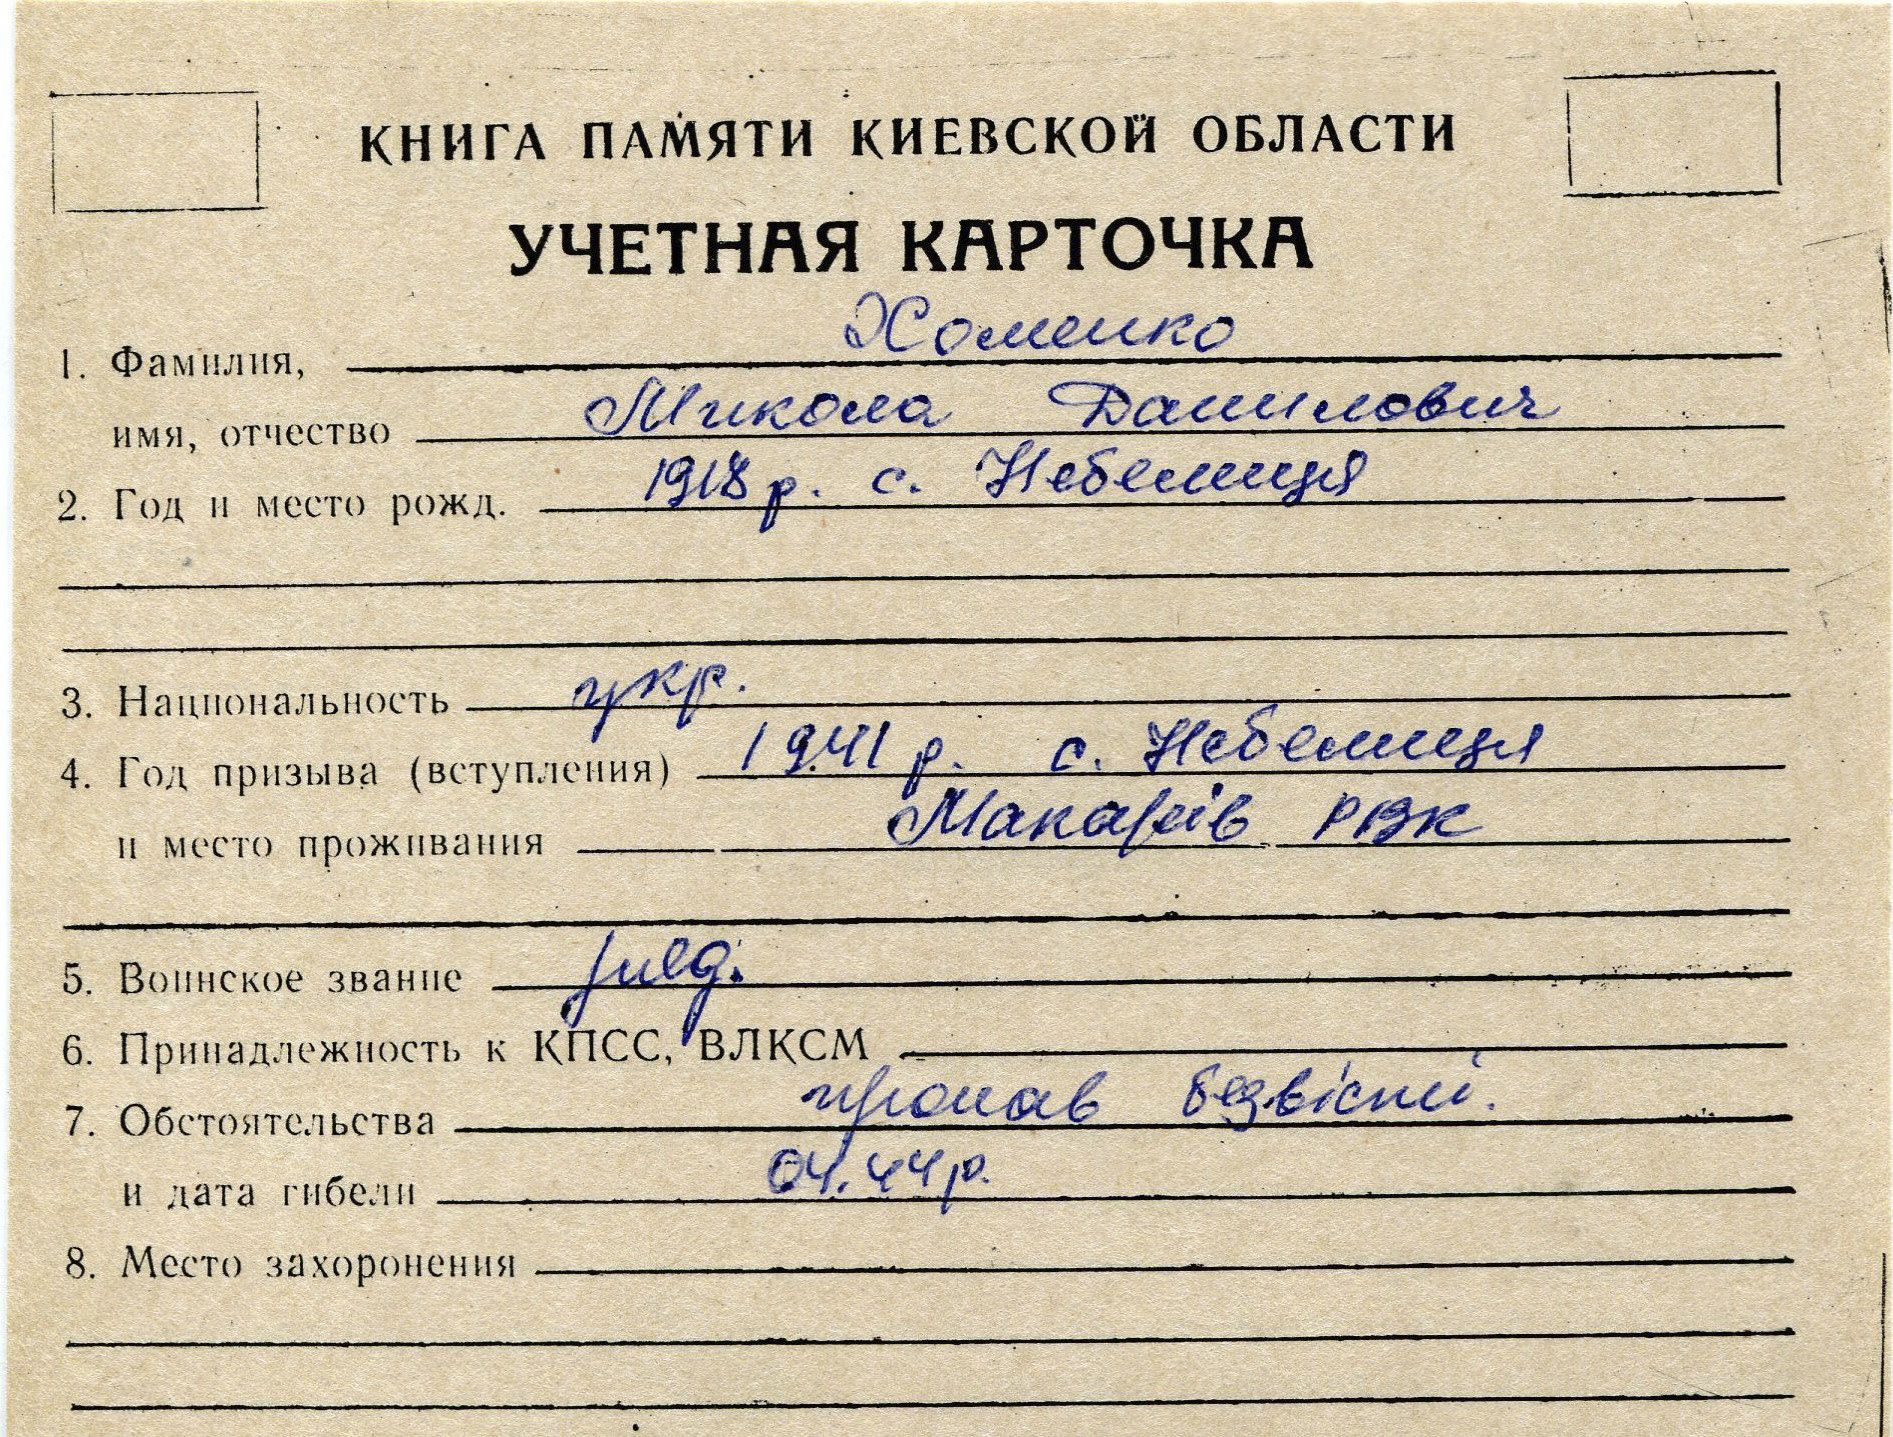 КНИГА ПАМЯТИ КИЕВСКОЙ ОБЛАСТИ
УЧЕТНАЯ КАРТОЧКА
1. Фамилия, Хоменко
имя, отчество Микола Данилович
2. Год и место рожд. 1918 р. с. Небелиця
3. Национальность укр.
4. Год призыва (вступления) 1941 р. с. Небелиця
и место проживания Макарів РВК
5. Воинское звание
6. Принадлежность к КПСС, ВЛКСМ
7. Обстоятельства пропав безвісти.
и дата гибели 04.44р.
8. Место захоронения